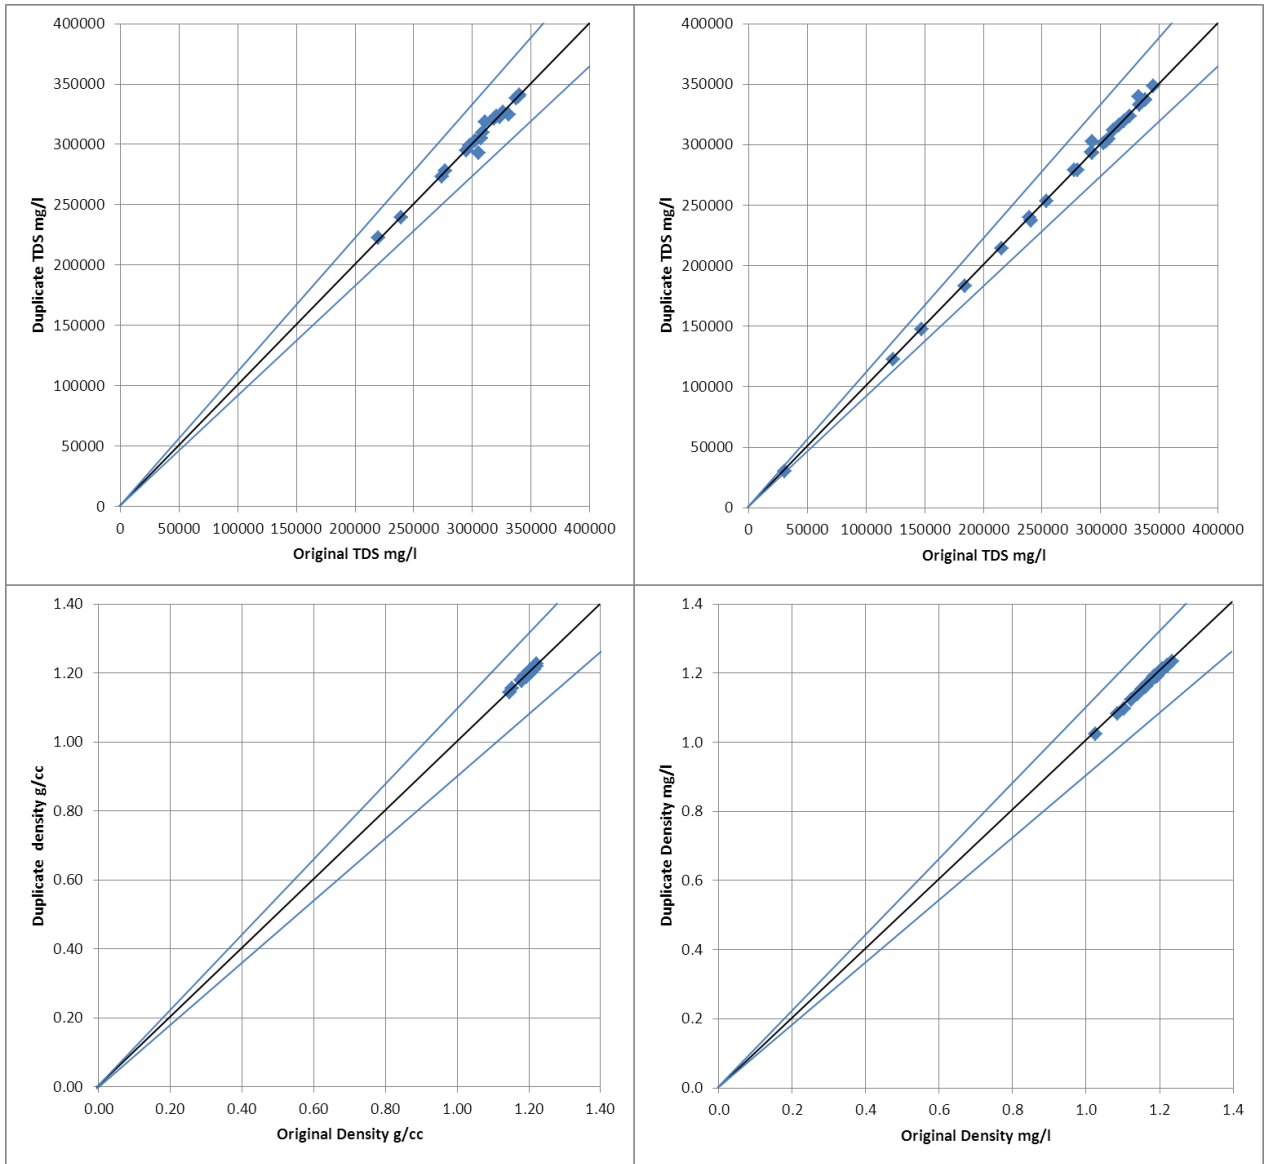 400000
350000
300000
250000
200000
150000
100000
50000
0
Duplicate TDS mg/l
0 50000 100000 150000 200000 250000 300000 350000 400000
Original TDS mg/l
400000
350000
300000
250000
200000
150000
100000
50000
0
Duplicate TDS mg/l
0 50000 100000 150000 200000 250000 300000 350000 400000
Original TDS mg/l
1.40
1.20
1.00
0.80
0.60
0.40
0.20
0.00
Duplicate density g/cc
0.00 0.20 0.40 0.60 0.80 1.00 1.20 1.40
Original Density g/cc
1.4
1.2
1.0
0.8
0.6
0.4
0.2
0.0
Duplicate Density mg/l
0.0 0.2 0.4 0.6 0.8 1.0 1.2 1.4
Original Density mg/l